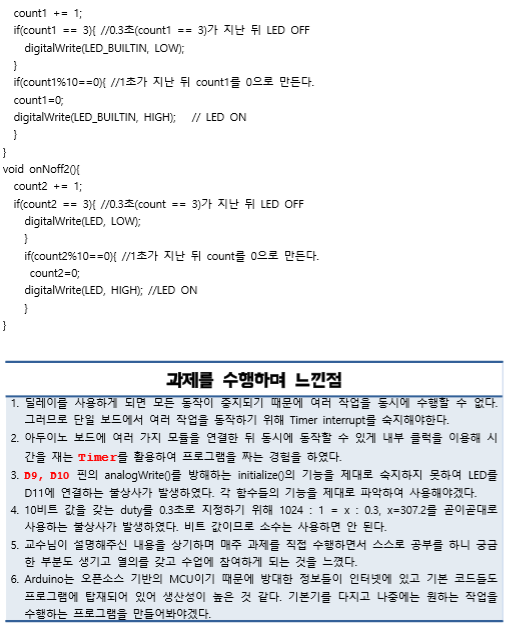 count1 += 1;
if(count1 == 3){ //0.3초(count1 == 3)가 지난 뒤 LED OFF
digitalWrite(LED_BUILTIN, LOW);
}
if(count1%10==0){ //1초가 지난 뒤 count1를 0으로 만든다.
count1=0;
digitalWrite(LED_BUILTIN, HIGH); // LED ON
}
}
void onNoff2(){
count2 += 1;
if(count2 == 3){ //0.3초(count == 3)가 지난 뒤 LED OFF
digitalWrite(LED, LOW);
}
if(count2%10==0){ //1초가 지난 뒤 count를 0으로 만든다.
count2=0;
digitalWrite(LED, HIGH); //LED ON
}
}
과제를 수행하며 느낀점
1. 딜레이를 사용하게 되면 모든 동작이 중지되기 때문에 여러 작업을 동시에 수행할 수 없다.
그러므로 단일 보드에서 여러 작업을 동작하기 위해 Timer interrupt를 숙지해야한다.
2. 아두이노 보드에 여러 가지 모듈을 연결한 뒤 동시에 동작할 수 있게 내부 클럭을 이용해 시
간을 재는 Timer를 활용하여 프로그램을 짜는 경험을 하였다.
3. D9, D10 핀의 analogWrite()를 방해하는 initialize()의 기능을 제대로 숙지하지 못하여 LED를
D11에 연결하는 불상사가 발생하였다. 각 함수들의 기능을 제대로 파악하여 사용해야겠다.
4. 10비트 값을 갖는 duty를 0.3초로 지정하기 위해 1024 : 1 = x : 0.3, x=307.2를 곧이곧대로
사용하는 불상사가 발생하였다. 비트 값이므로 소수는 사용하면 안 된다.
5. 교수님이 설명해주신 내용을 상기하며 매주 과제를 직접 수행하면서 스스로 공부를 하니 궁금
한 부분도 생기고 열의를 갖고 수업에 참여하게 되는 것을 느꼈다.
6. Arduino는 오픈소스 기반의 MCU이기 때문에 방대한 정보들이 인터넷에 있고 기본 코드들도
프로그램에 탑재되어 있어 생산성이 높은 것 같다. 기본기를 다지고 나중에는 원하는 작업을
수행하는 프로그램을 만들어봐야겠다.